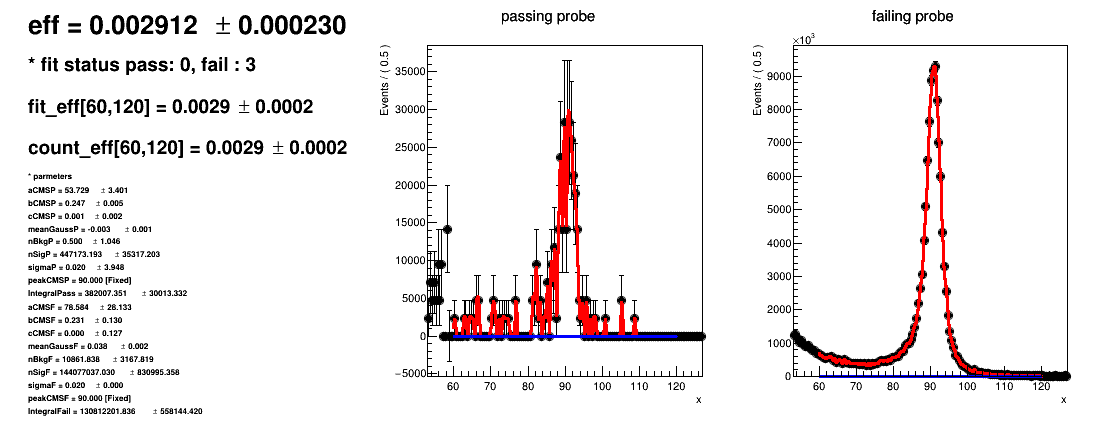 eff = 0.002912 ± 0.000230
* fit status pass: 0, fail : 3
fit_eff[60,120] = 0.0029 ± 0.0002
count_eff[60,120] = 0.0029 ± 0.0002
* parmeters
aCMSP = 53.729 ± 3.401
bCMSP = 0.247 ± 0.005
cCMSP = 0.001 ± 0.002
meanGaussP = -0.003 ± 0.001
nBkgP = 0.500 ± 1.046
nSigP = 447173.193 ± 35317.203
sigmaP = 0.020 ± 3.948
peakCMSP = 90.000 [Fixed]
IntegralPass = 382007.351 ± 30013.332
aCMSF = 78.584 ± 28.133
bCMSF = 0.231 ± 0.130
cCMSF = 0.000 ± 0.127
meanGaussF = 0.038 ± 0.002
nBkgF = 10861.838 ± 3167.819
nSigF = 144077037.030 ± 830995.358
sigmaF = 0.020 ± 0.000
peakCMSF = 90.000 [Fixed]
IntegralFail = 130812201.836 ± 558144.420
passing probe
Events / ( 0.5 )
35000
30000
25000
20000
15000
10000
5000
0
−5000
60 70 80 90 100 110 120
x
failing probe
×10³
Events / ( 0.5 )
9000
8000
7000
6000
5000
4000
3000
2000
1000
0
60 70 80 90 100 110 120
x